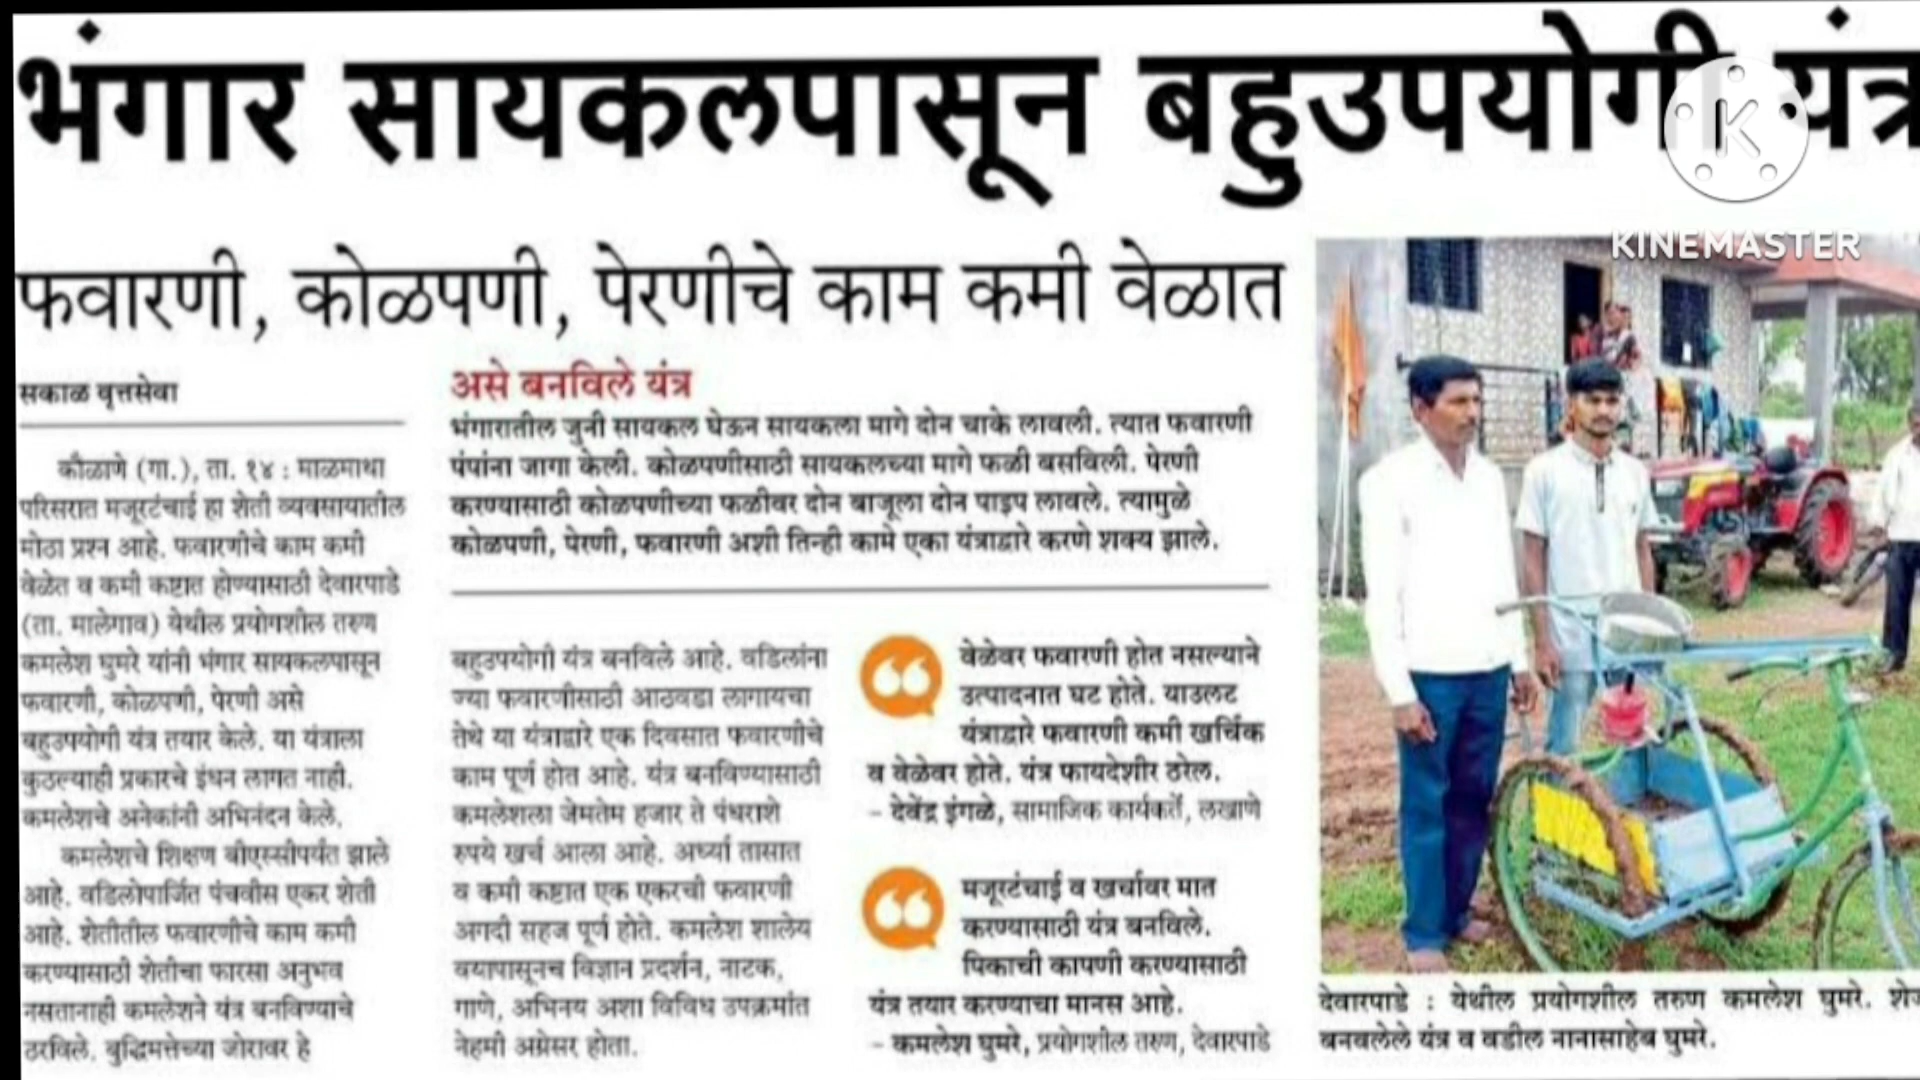 भंगार सायकलपासून बहुउपयोगी यंत्र
KINEMASTER
फवारणी, कोळपणी, पेरणीचे काम कमी वेळात
सकाळ वृत्तसेवा
कौळाणे (गा.), ता. १४ : माळमाथा
परिसरात मजूरटंचाई हा शेती व्यवसायातील
मोठा प्रश्न आहे. फवारणीचे काम कमी
वेळेत व कमी कष्टात होण्यासाठी देवारपाडे
(ता. मालेगाव) येथील प्रयोगशील तरुण
कमलेश घुमरे यांनी भंगार सायकलपासून
फवारणी, कोळपणी, पेरणी असे
बहुउपयोगी यंत्र तयार केले. या यंत्राला
कुठल्याही प्रकारचे इंधन लागत नाही.
कमलेशचे अनेकांनी अभिनंदन केले.
कमलेशचे शिक्षण बीएस्सीपर्यंत झाले
आहे. वडिलोपार्जित पंचवीस एकर शेती
आहे. शेतीतील फवारणीचे काम कमी
करण्यासाठी शेतीचा फारसा अनुभव
नसतानाही कमलेशने यंत्र बनविण्याचे
ठरविले. बुद्धिमत्तेच्या जोरावर हे
असे बनविले यंत्र
भंगारातील जुनी सायकल घेऊन सायकला मागे दोन चाके लावली. त्यात फवारणी
पंपांना जागा केली. कोळपणीसाठी सायकलच्या मागे फळी बसविली. पेरणी
करण्यासाठी कोळपणीच्या फळीवर दोन बाजूला दोन पाइप लावले. त्यामुळे
कोळपणी, पेरणी, फवारणी अशी तिन्ही कामे एका यंत्राद्वारे करणे शक्य झाले.
बहुउपयोगी यंत्र बनविले आहे. वडिलांना
ज्या फवारणीसाठी आठवडा लागायचा
तेथे या यंत्राद्वारे एक दिवसात फवारणीचे
काम पूर्ण होत आहे. यंत्र बनविण्यासाठी
कमलेशला जेमतेम हजार ते पंधराशे
रुपये खर्च आला आहे. अर्ध्या तासात
व कमी कष्टात एक एकरची फवारणी
अगदी सहज पूर्ण होते. कमलेश शालेय
वयापासूनच विज्ञान प्रदर्शन, नाटक,
गाणे, अभिनय अशा विविध उपक्रमांत
नेहमी अग्रेसर होता.
वेळेवर फवारणी होत नसल्याने
उत्पादनात घट होते. याउलट
यंत्राद्वारे फवारणी कमी खर्चिक
व वेळेवर होते. यंत्र फायदेशीर ठरेल.
– देवेंद्र इंगळे, सामाजिक कार्यकर्ते, लखाणे
मजूरटंचाई व खर्चावर मात
करण्यासाठी यंत्र बनविले.
पिकाची कापणी करण्यासाठी
यंत्र तयार करण्याचा मानस आहे.
– कमलेश घुमरे, प्रयोगशील तरुण, देवारपाडे
देवारपाडे : येथील प्रयोगशील तरुण कमलेश घुमरे.
बनवलेले यंत्र व वडील नानासाहेब घुमरे.